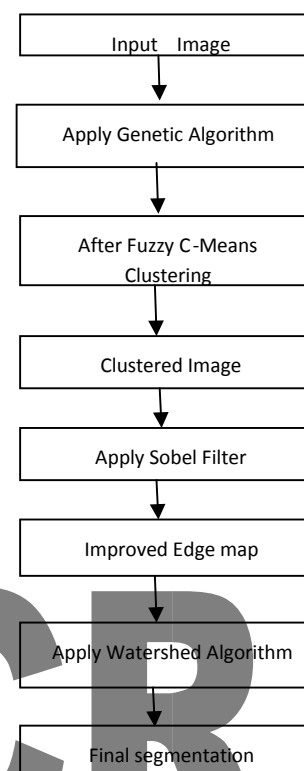 Input Image
Apply Genetic Algorithm
After Fuzzy C-Means
Clustering
Clustered Image
Apply Sobel Filter
Improved Edge map
Apply Watershed Algorithm
Final segmentation
CR